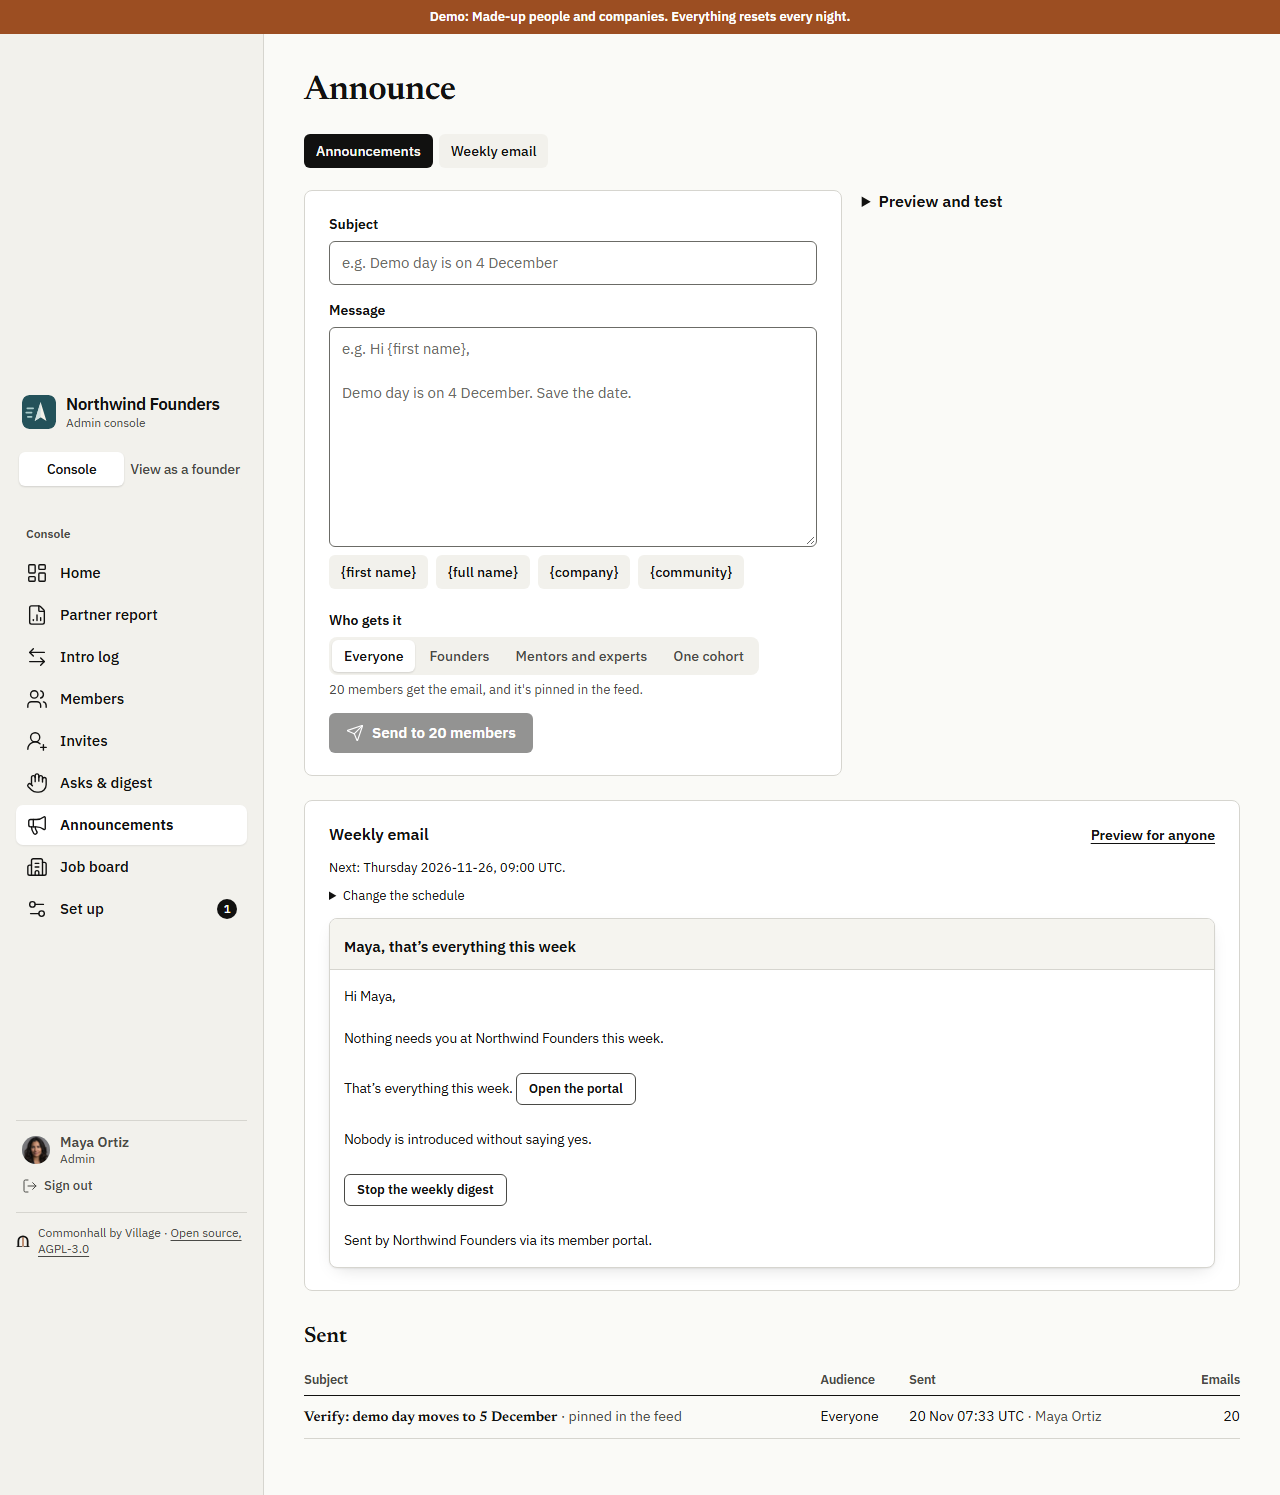 Demo: Made-up people and companies. Everything resets every night.
Northwind Founders
Admin console
Console
View as a founder
Console
Home
Partner report
Intro log
Members
Invites
Asks & digest
Announcements
Job board
Set up
1
Maya Ortiz
Admin
Sign out
Commonhall by Village · Open source,
AGPL-3.0
Announce
Announcements
Weekly email
Subject
e.g. Demo day is on 4 December
Message
e.g. Hi {first name},
Demo day is on 4 December. Save the date.
{first name}
{full name}
{company}
{community}
Who gets it
Everyone
Founders
Mentors and experts
One cohort
20 members get the email, and it's pinned in the feed.
Send to 20 members
Preview and test
Weekly email
Preview for anyone
Next: Thursday 2026-11-26, 09:00 UTC.
Change the schedule
Maya, that’s everything this week
Hi Maya,
Nothing needs you at Northwind Founders this week.
That’s everything this week. Open the portal
Nobody is introduced without saying yes.
Stop the weekly digest
Sent by Northwind Founders via its member portal.
Sent
Subject Audience Sent Emails
Verify: demo day moves to 5 December · pinned in the feed Everyone 20 Nov 07:33 UTC · Maya Ortiz 20